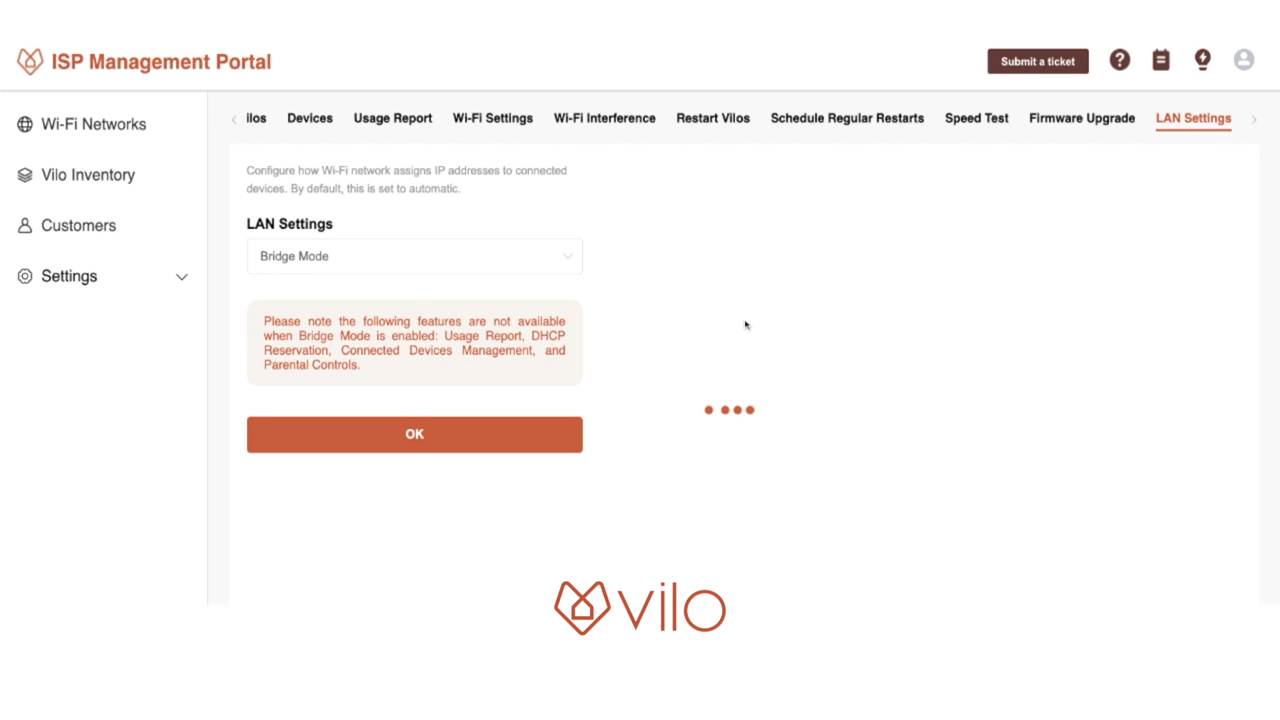 ISP Management Portal
Submit a ticket
Wi-Fi Networks
Vilo Inventory
Customers
Settings
ilos Devices Usage Report Wi-Fi Settings Wi-Fi Interference Restart Vilos Schedule Regular Restarts Speed Test Firmware Upgrade LAN Settings
Configure how Wi-Fi network assigns IP addresses to connected
devices. By default, this is set to automatic.
LAN Settings
Bridge Mode
Please note the following features are not available
when Bridge Mode is enabled: Usage Report, DHCP
Reservation, Connected Devices Management, and
Parental Controls.
OK
vilo